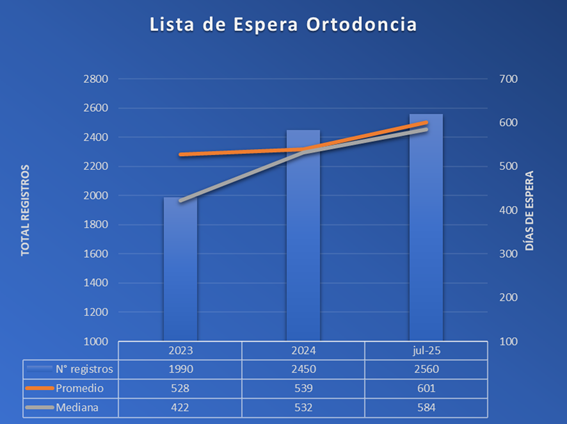 Lista de Espera Ortodoncia
TOTAL REGISTROS
2800
2600
2400
2200
2000
1800
1600
1400
1200
1000
700
600
500
400
300
200
100
DÍAS DE ESPERA
2023 2024 jul-25
N° registros 1990 2450 2560
Promedio 528 539 601
Mediana 422 532 584